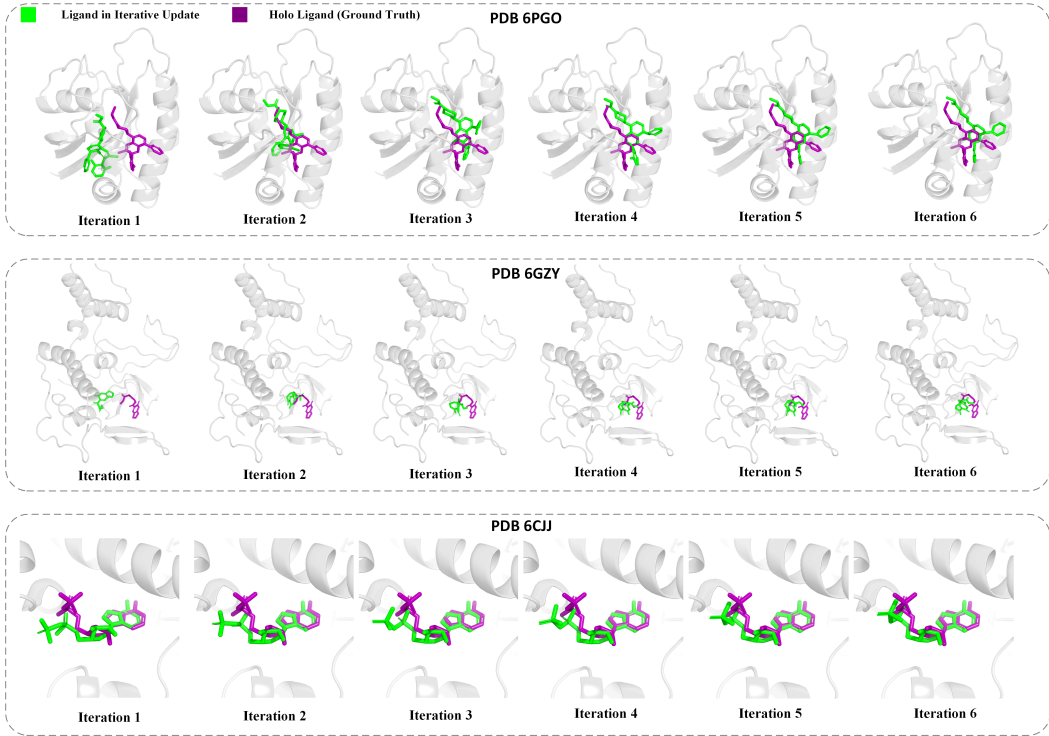 Ligand in Iterative Update Holo Ligand (Ground Truth) PDB 6PGO
Iteration 1 Iteration 2 Iteration 3 Iteration 4 Iteration 5 Iteration 6
PDB 6GZY
Iteration 1 Iteration 2 Iteration 3 Iteration 4 Iteration 5 Iteration 6
PDB 6CJJ
Iteration 1 Iteration 2 Iteration 3 Iteration 4 Iteration 5 Iteration 6